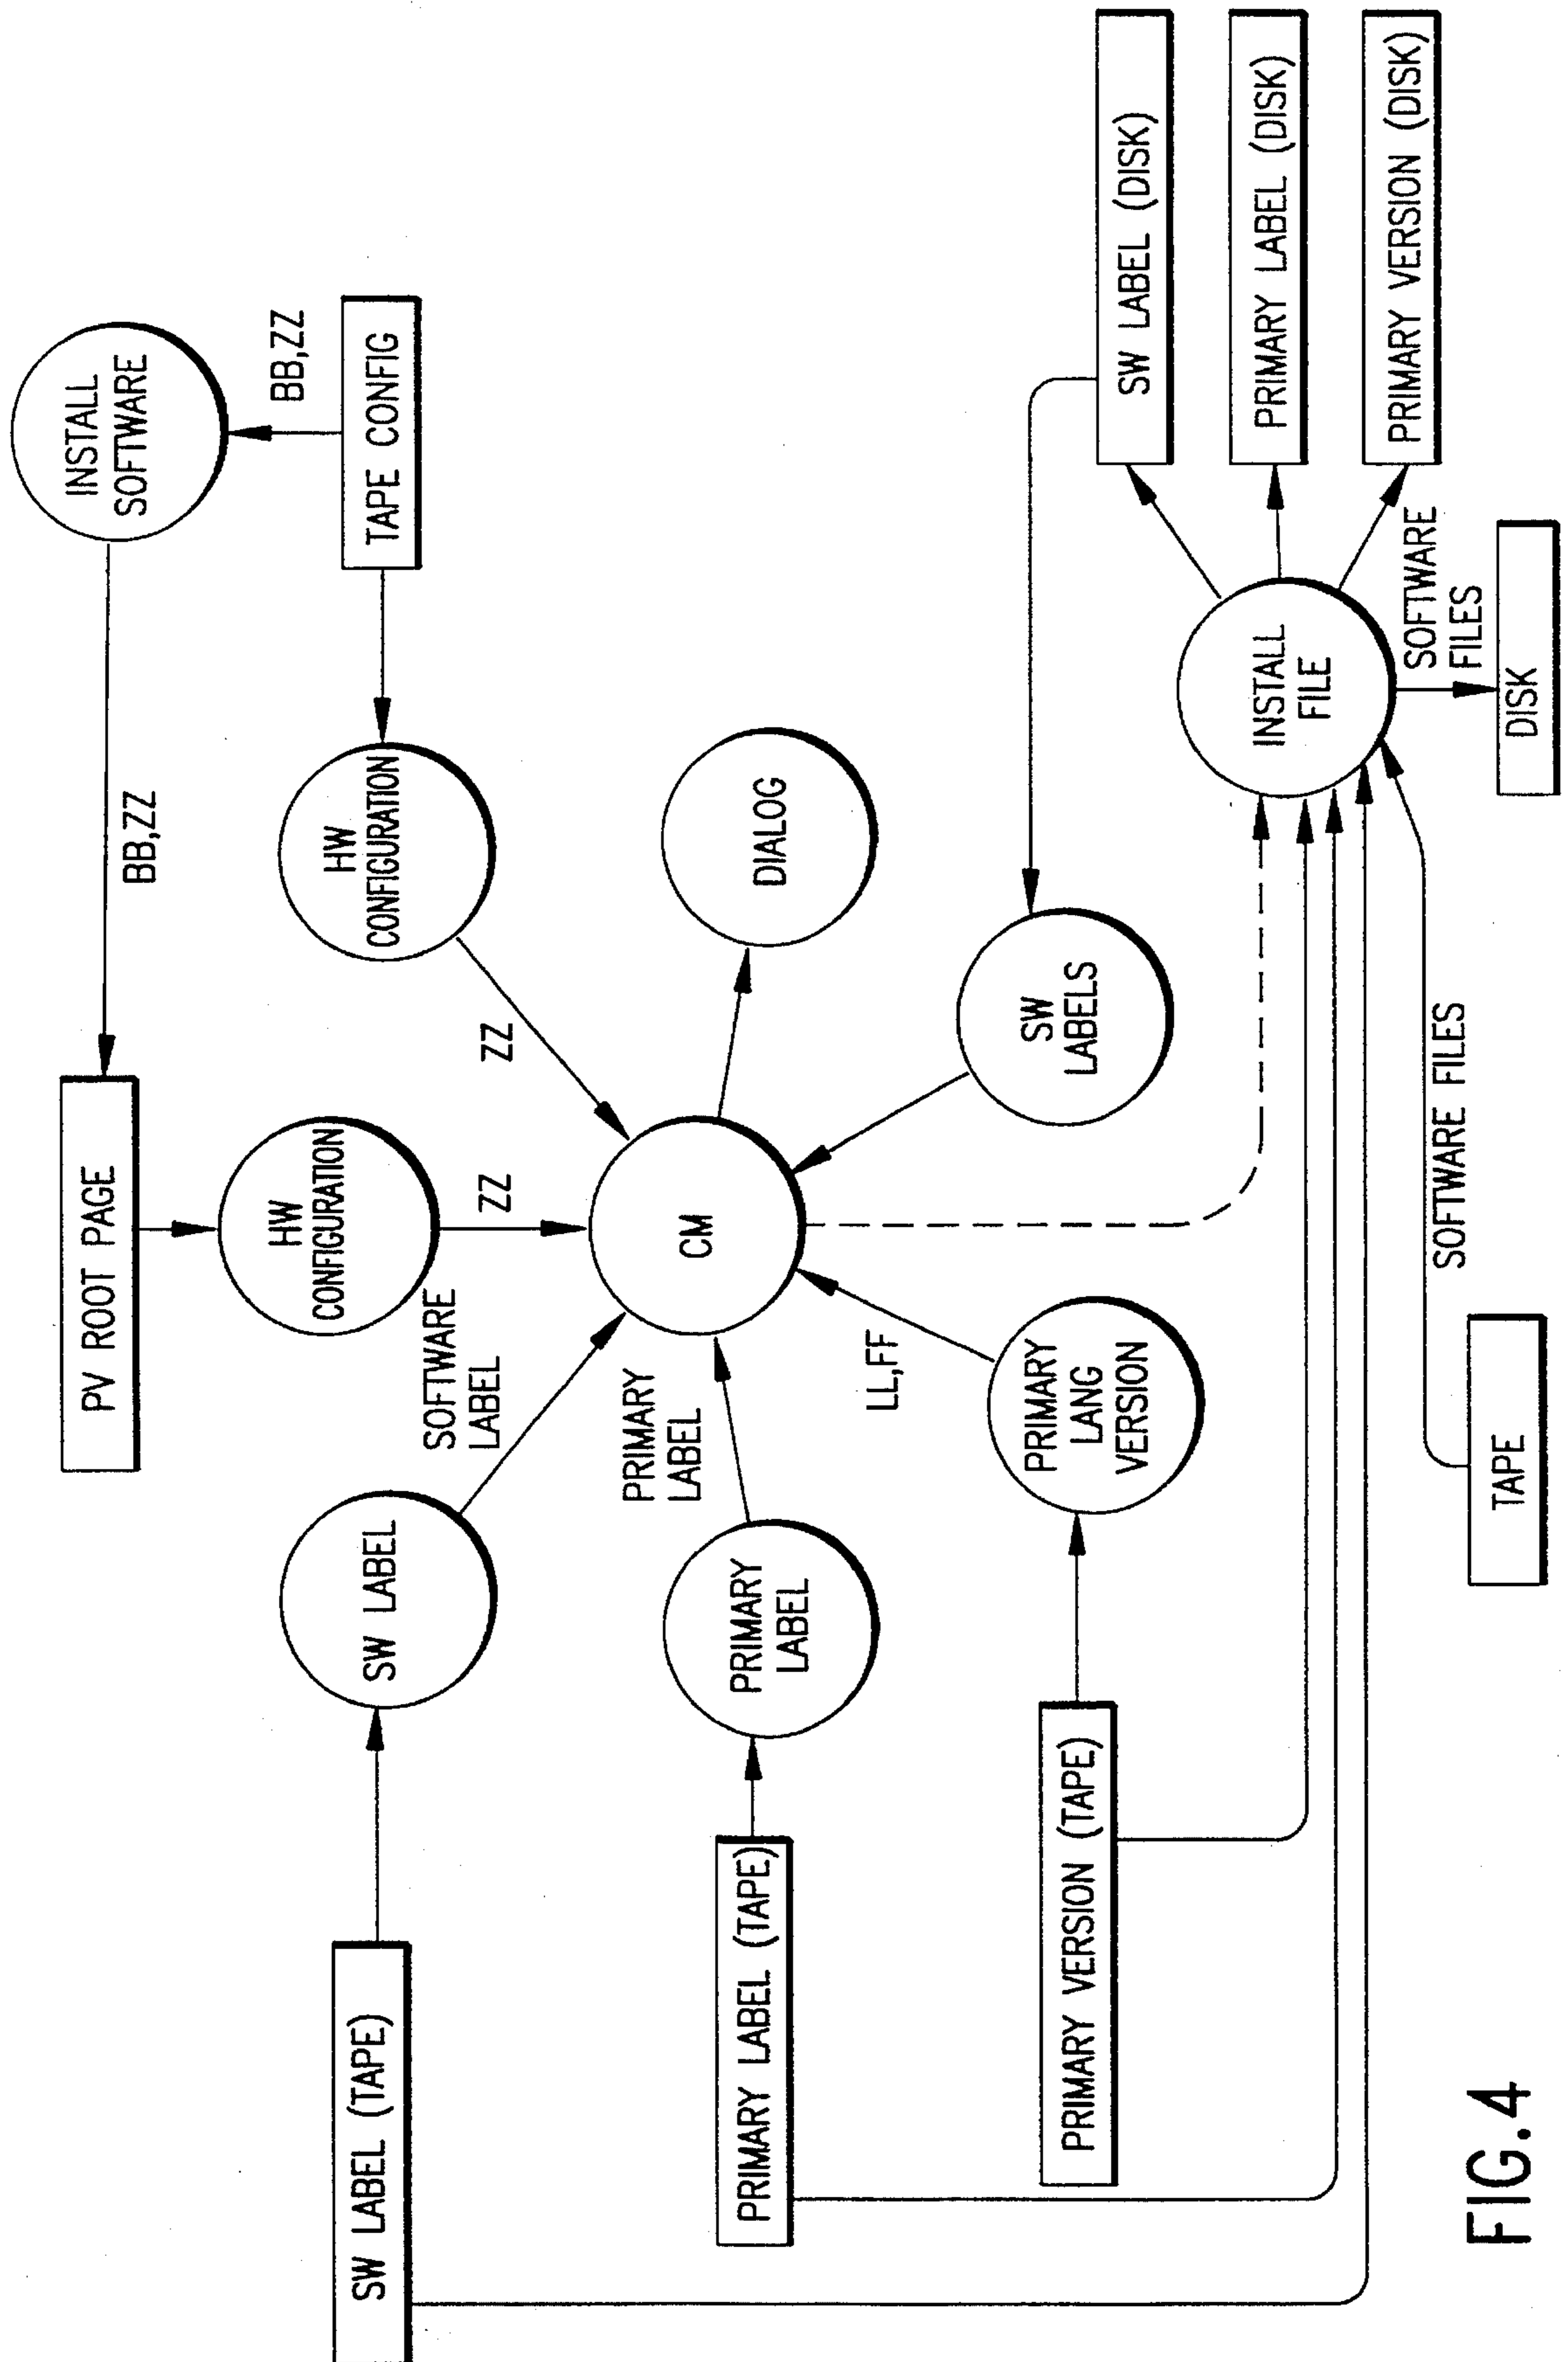 INSTALL
SOFTWARE
BB,ZZ
BB,ZZ
TAPE CONFIG
PV ROOT PAGE
HW
CONFIGURATION
HW
CONFIGURATION
ZZ
ZZ
SW LABEL (TAPE)
SW LABEL
SOFTWARE
LABEL
CM
DIALOG
PRIMARY LABEL (TAPE)
PRIMARY
LABEL
PRIMARY
LABEL
PRIMARY VERSION (TAPE)
PRIMARY
LANG
VERSION
LL,FF
SW
LABELS
SW LABEL (DISK)
PRIMARY LABEL (DISK)
PRIMARY VERSION (DISK)
INSTALL
FILE
SOFTWARE
FILES
DISK
SOFTWARE FILES
TAPE
FIG.4